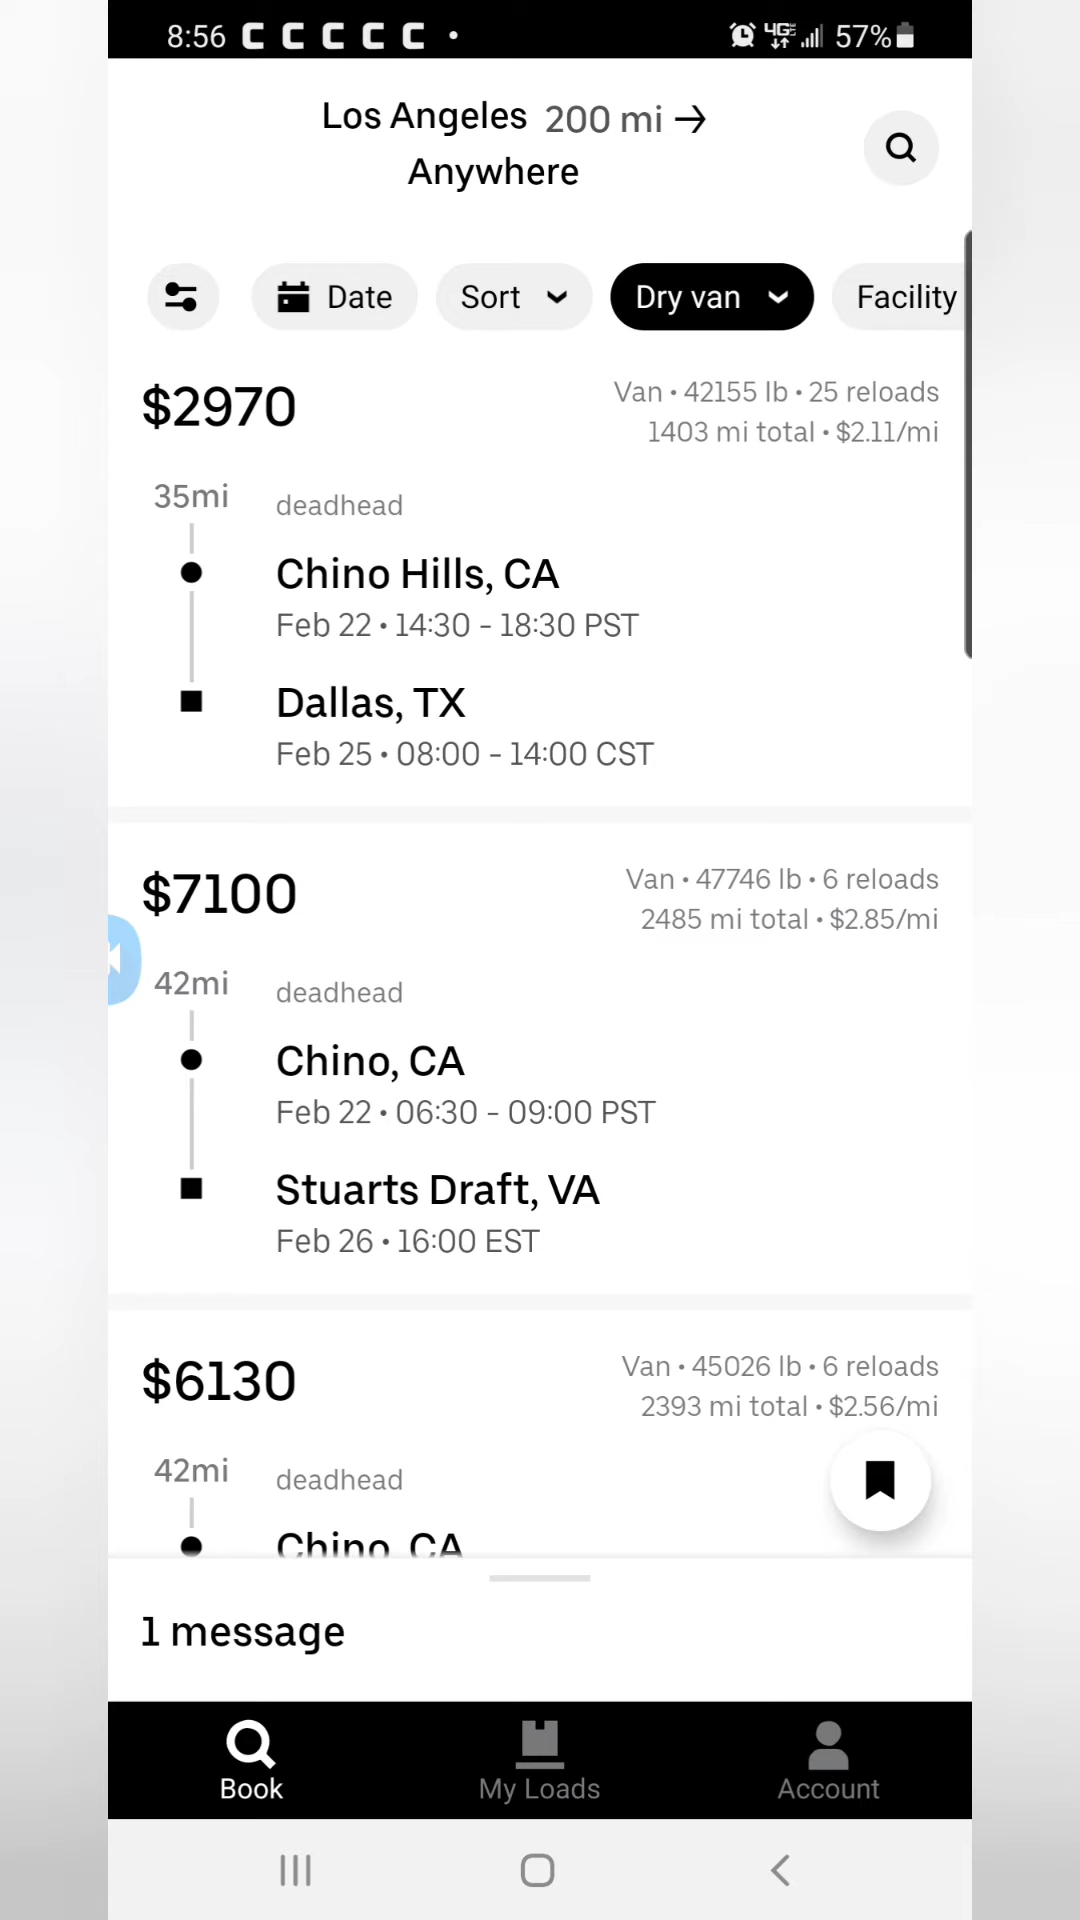 8:56 C C C C C • 4GE 57%
Los Angeles 200 mi →
Anywhere
Date Sort Dry van Facility
$2970
Van • 42155 lb • 25 reloads
1403 mi total • $2.11/mi
35mi deadhead
Chino Hills, CA
Feb 22 • 14:30 - 18:30 PST
Dallas, TX
Feb 25 • 08:00 - 14:00 CST
$7100
Van • 47746 lb • 6 reloads
2485 mi total • $2.85/mi
42mi deadhead
Chino, CA
Feb 22 • 06:30 - 09:00 PST
Stuarts Draft, VA
Feb 26 • 16:00 EST
$6130
Van • 45026 lb • 6 reloads
2393 mi total • $2.56/mi
42mi deadhead
Chino, CA
1 message
Book My Loads Account